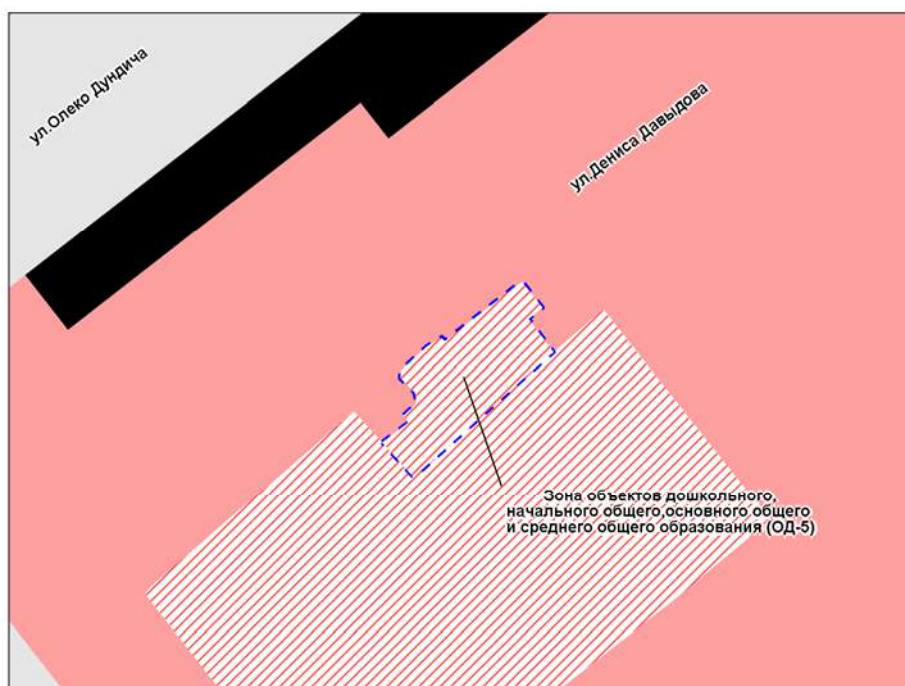 ул.Олеко Дундича
ул.Дениса Давыдова
Зона объектов дошкольного,
начального общего,основного общего
и среднего общего образования (ОД-5)